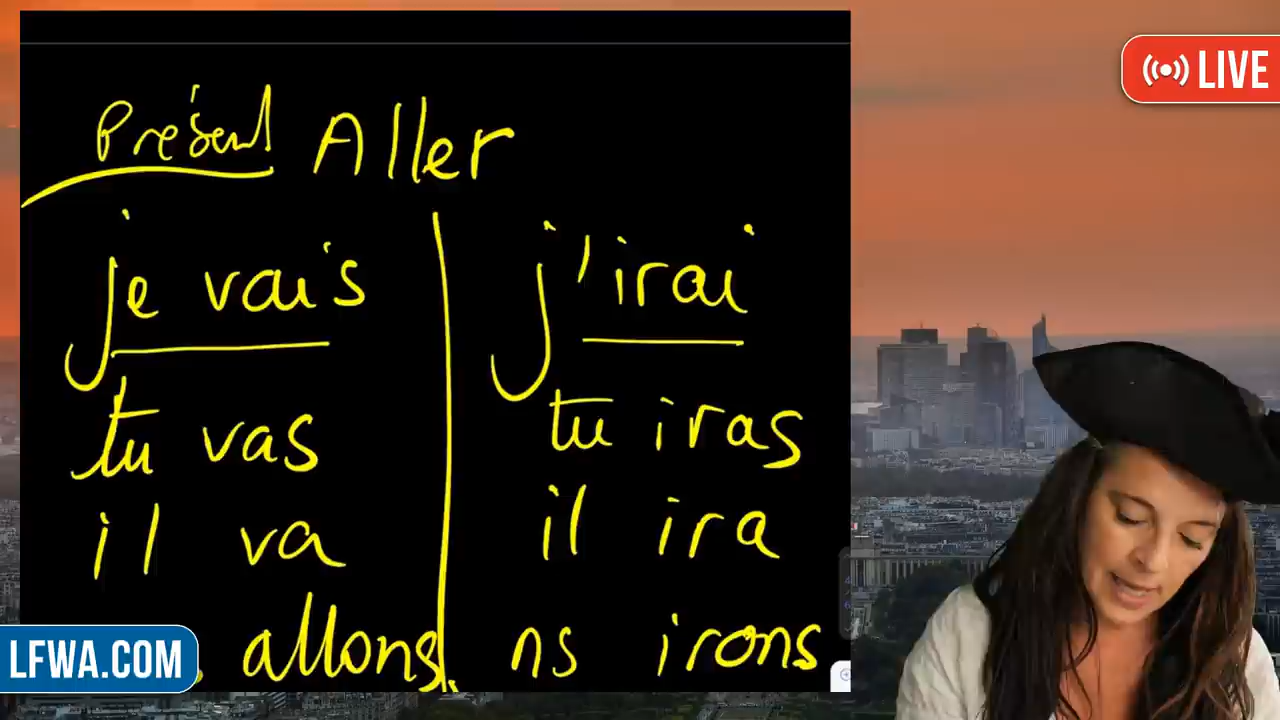 LIVE
Présent Aller
je vais
j'irai
tu vas
tu iras
il va
il ira
allons
ns irons
LFWA.COM